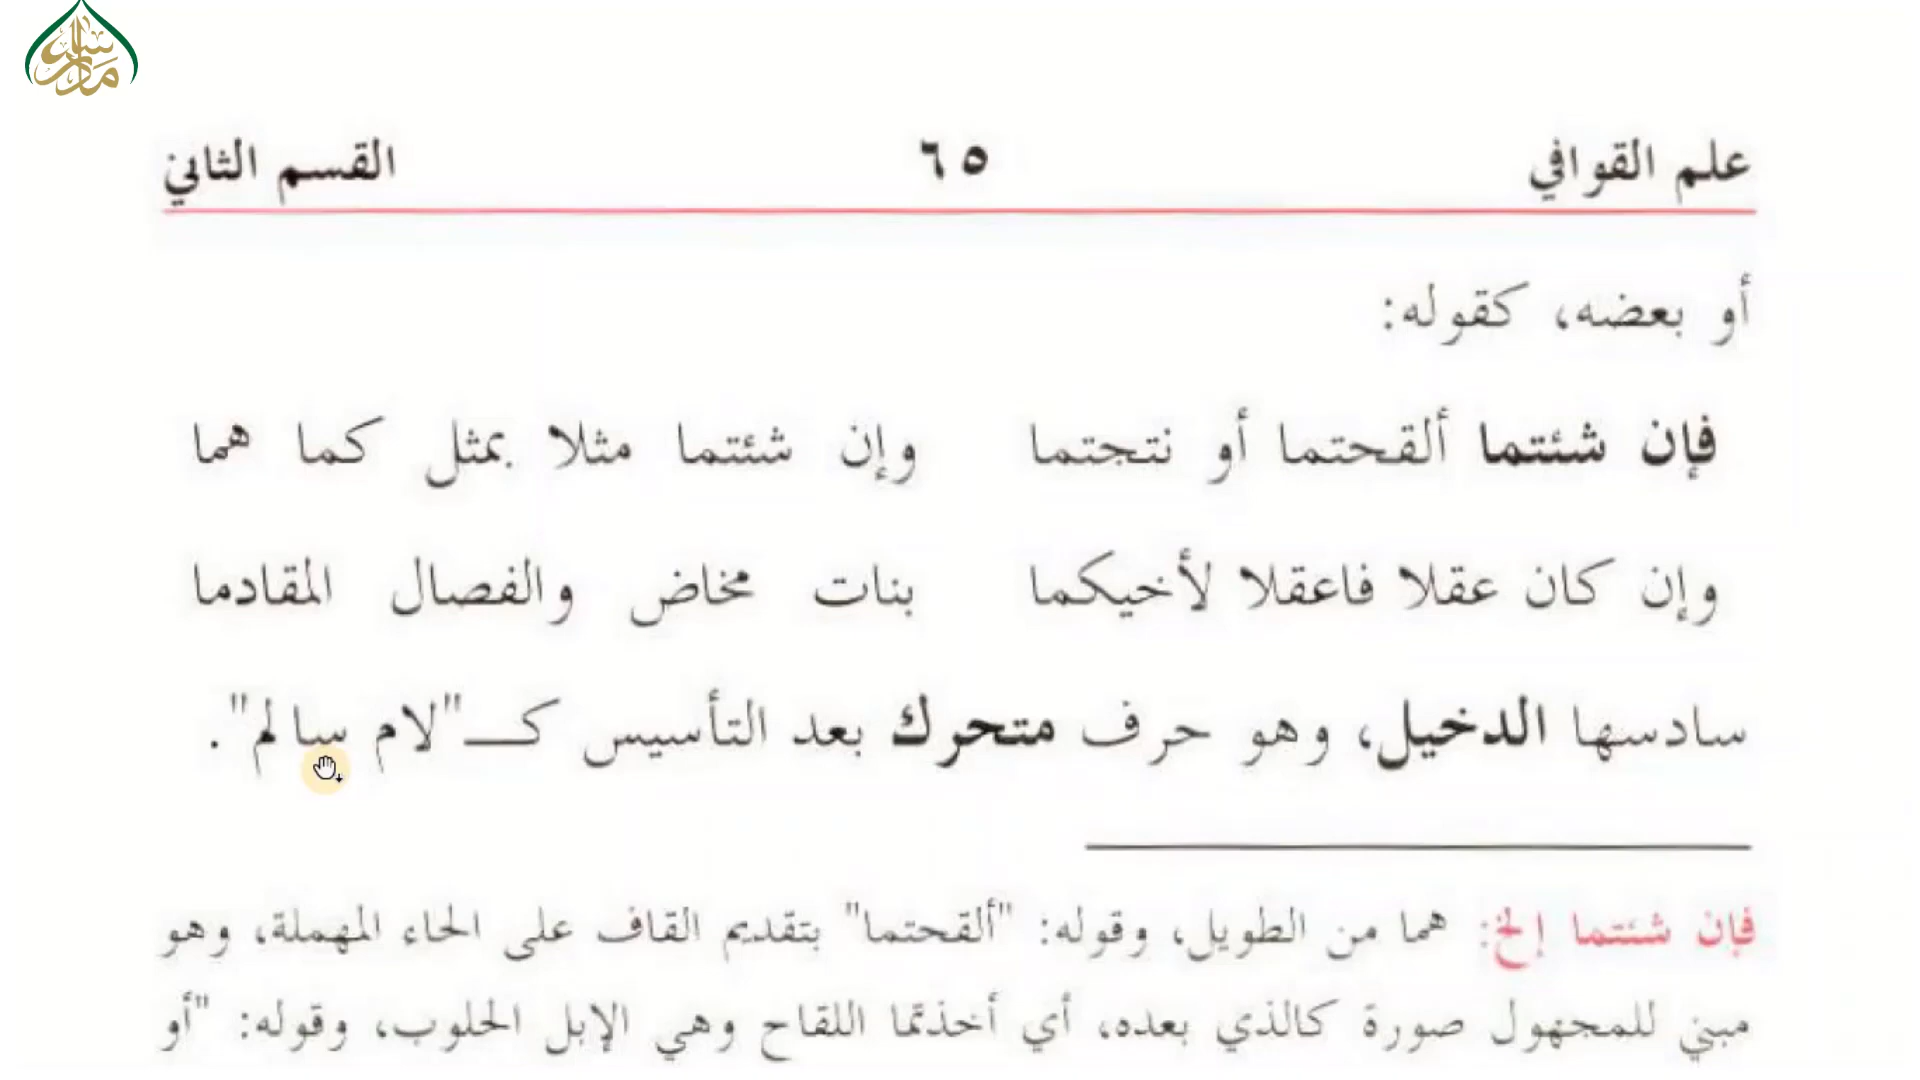 مدرسة
علم القوافي ٦٥ القسم الثاني
أو بعضه، كقوله:
فإن شئتما ألقحتما أو نتجتما وإن شئتما مثلا بمثل كما هما
وإن كان عقلا فاعقلا لأخيكما بنات مخاض والفصال المقادما
سادسها الدخيل، وهو حرف متحرك بعد التأسيس كـ"لام سالم".
فإن شئتما إلخ: هما من الطويل، وقوله: "ألقحتما" بتقديم القاف على الحاء المهملة، وهو
مبني للمجهول صورة كالذي بعده، أي أخذتما اللقاح وهي الإبل الحلوب، وقوله: "أو